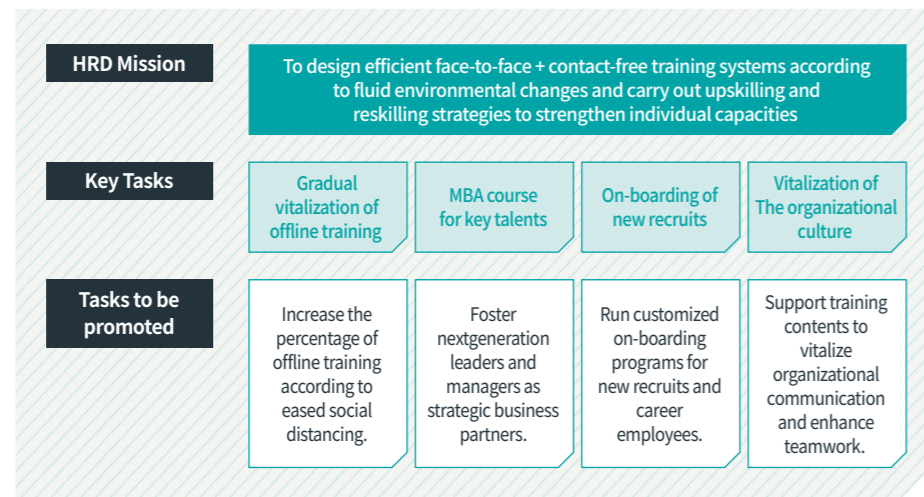 HRD Mission
To design efficient face-to-face + contact-free training systems according
to fluid environmental changes and carry out upskilling and
reskilling strategies to strengthen individual capacities
Key Tasks
Gradual
vitalization of
offline training
MBA course
for key talents
On-boarding of
new recruits
Vitalization of
The organizational
culture
Tasks to be
promoted
Increase the
percentage of
offline training
according to
eased social
distancing.
Foster
nextgeneration
leaders and
managers as
strategic business
partners.
Run customized
on-boarding
programs for
new recruits and
career
employees.
Support training
contents to
vitalize
organizational
communication
and enhance
teamwork.